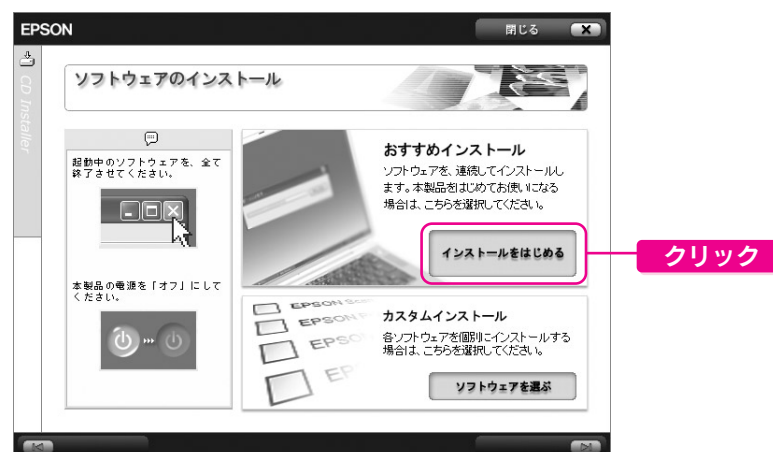 EPSON
閉じる
CD Installer
ソフトウェアのインストール
起動中のソフトウェアを、全て
終了させてください。
本製品の電源を「オフ」にして
ください。
おすすめインストール
ソフトウェアを、連続してインストールし
ます。本製品をはじめてお使いになる
場合は、こちらを選択してください。
インストールをはじめる
クリック
EPSON
EPSON
EPSO
EP
カスタムインストール
各ソフトウェアを個別にインストールする
場合は、こちらを選択してください。
ソフトウェアを選ぶ